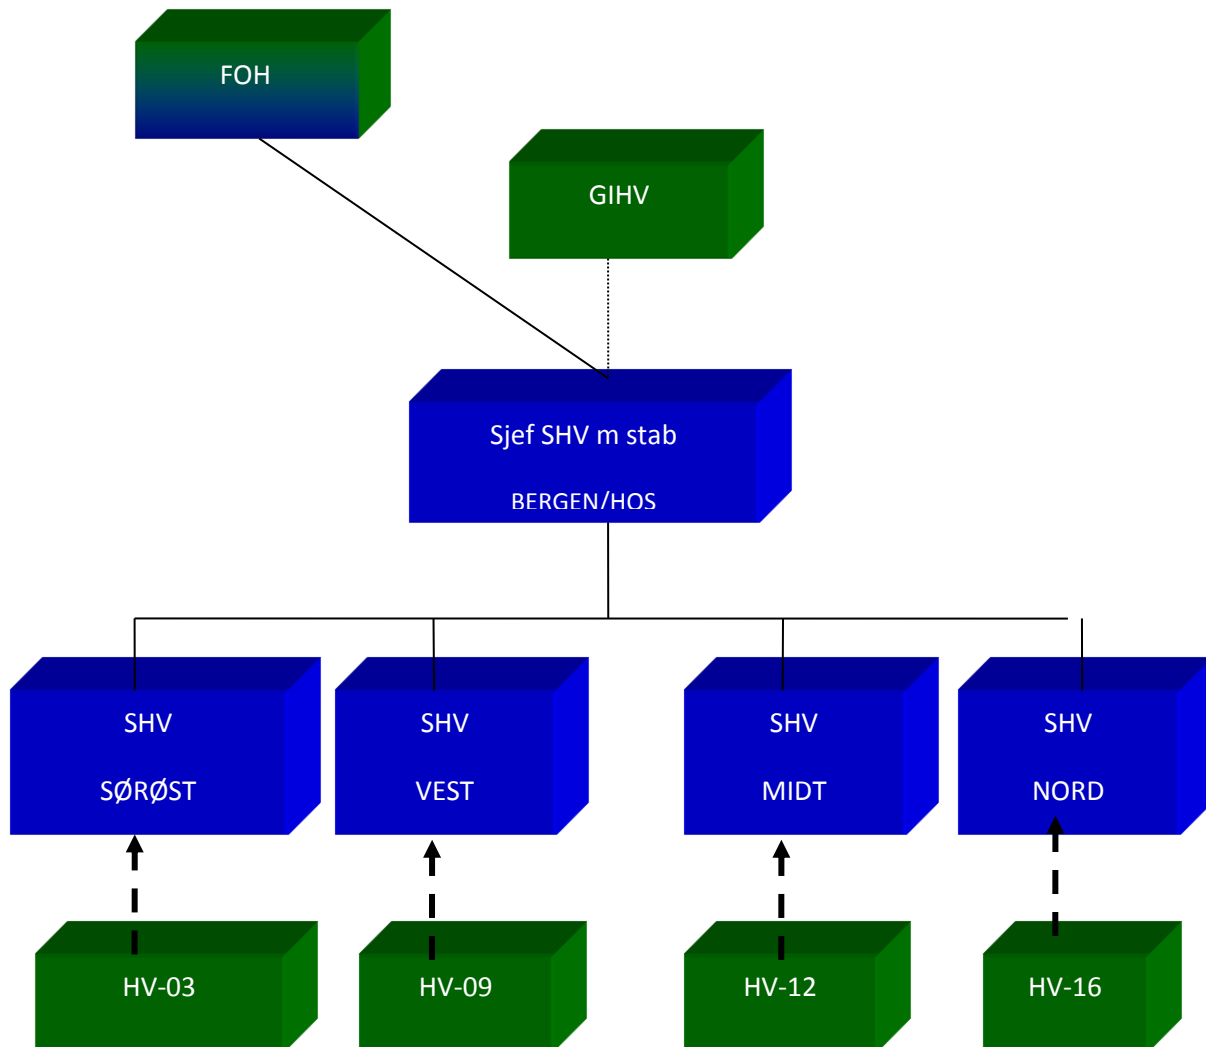 FOH
GIHV
Sjef SHV m stab
BERGEN/HOS
SHV
SØRØST
SHV
VEST
SHV
MIDT
SHV
NORD
HV-03
HV-09
HV-12
HV-16